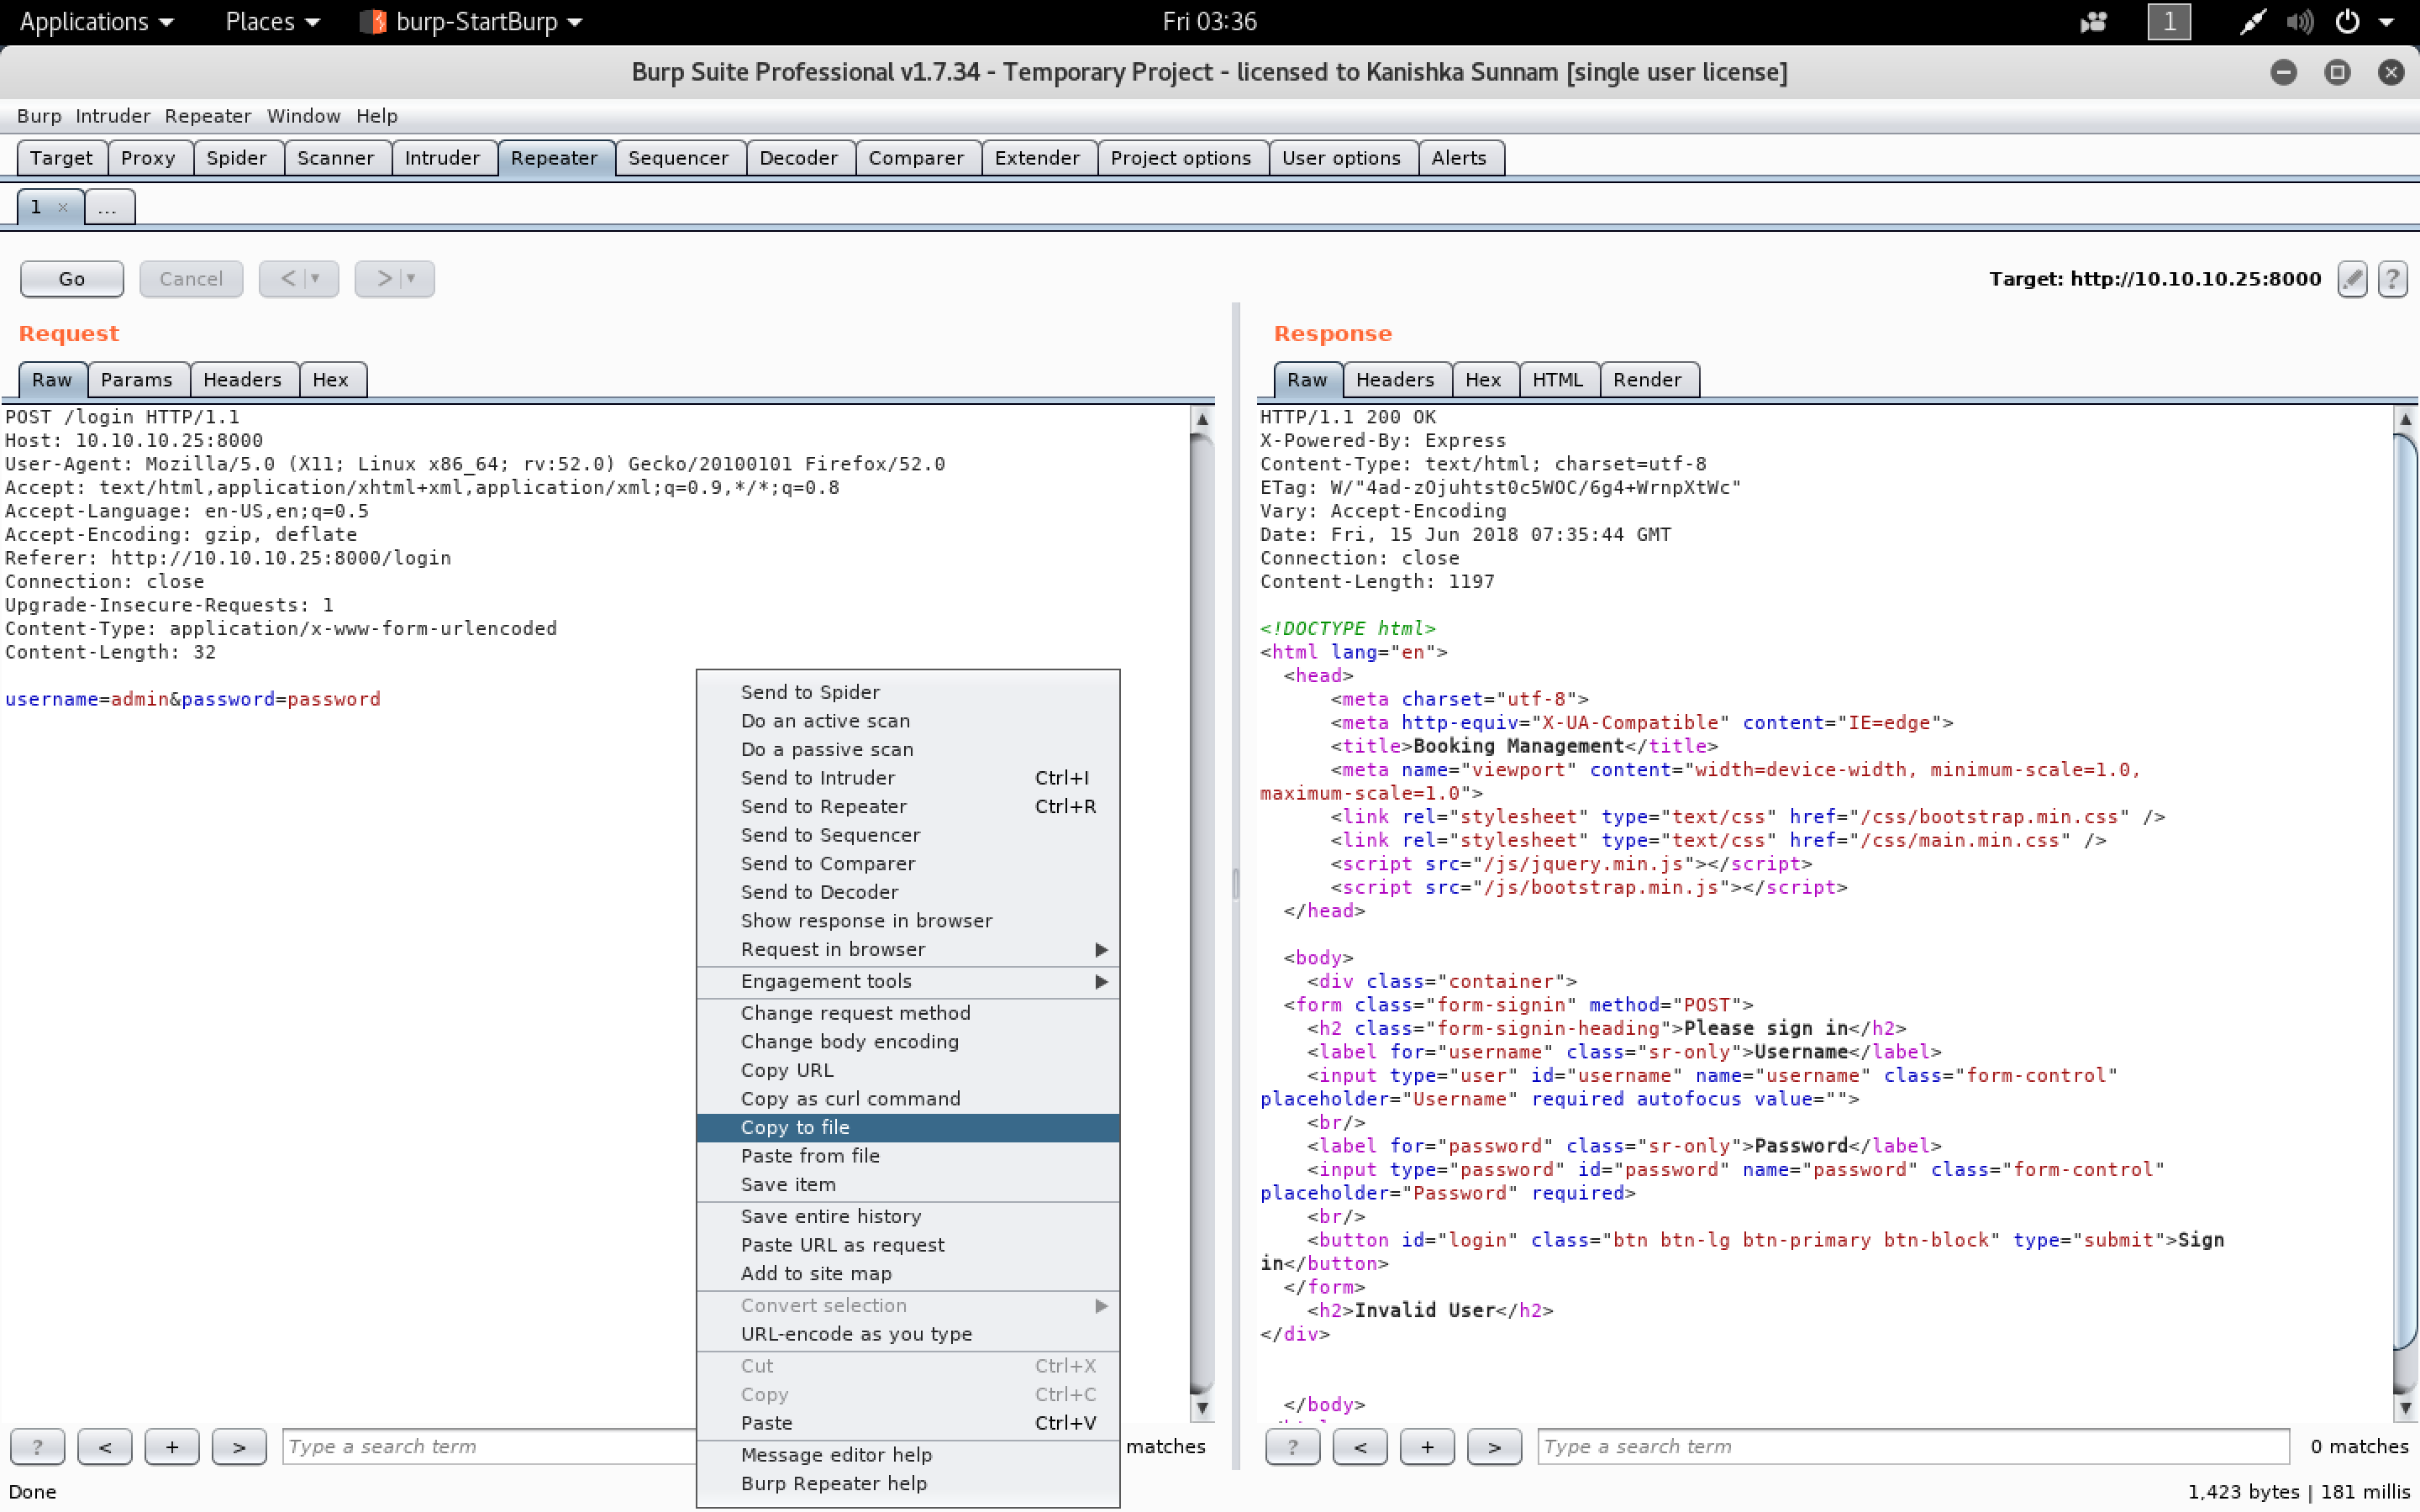 Applications Places burp-StartBurp Fri 03:36 1
Burp Suite Professional v1.7.34 - Temporary Project - licensed to Kanishka Sunnam [single user license]
Burp Intruder Repeater Window Help
Target Proxy Spider Scanner Intruder Repeater Sequencer Decoder Comparer Extender Project options User options Alerts
1 × ...
Go Cancel < > Target: http://10.10.10.25:8000 ?
Request
Raw Params Headers Hex
POST /login HTTP/1.1
Host: 10.10.10.25:8000
User-Agent: Mozilla/5.0 (X11; Linux x86_64; rv:52.0) Gecko/20100101 Firefox/52.0
Accept: text/html,application/xhtml+xml,application/xml;q=0.9,*/*;q=0.8
Accept-Language: en-US,en;q=0.5
Accept-Encoding: gzip, deflate
Referer: http://10.10.10.25:8000/login
Connection: close
Upgrade-Insecure-Requests: 1
Content-Type: application/x-www-form-urlencoded
Content-Length: 32
username=admin&password=password
Send to Spider
Do an active scan
Do a passive scan
Send to Intruder Ctrl+I
Send to Repeater Ctrl+R
Send to Sequencer
Send to Comparer
Send to Decoder
Show response in browser
Request in browser
Engagement tools
Change request method
Change body encoding
Copy URL
Copy as curl command
Copy to file
Paste from file
Save item
Save entire history
Paste URL as request
Add to site map
Convert selection
URL-encode as you type
Cut Ctrl+X
Copy Ctrl+C
Paste Ctrl+V
Message editor help
Burp Repeater help
? < + > Type a search term matches
Response
Raw Headers Hex HTML Render
HTTP/1.1 200 OK
X-Powered-By: Express
Content-Type: text/html; charset=utf-8
ETag: W/"4ad-zOjuhtst0c5WOC/6g4+WrnpXtWc"
Vary: Accept-Encoding
Date: Fri, 15 Jun 2018 07:35:44 GMT
Connection: close
Content-Length: 1197
<!DOCTYPE html>
<html lang="en">
<head>
<meta charset="utf-8">
<meta http-equiv="X-UA-Compatible" content="IE=edge">
<title>Booking Management</title>
<meta name="viewport" content="width=device-width, minimum-scale=1.0,
maximum-scale=1.0">
<link rel="stylesheet" type="text/css" href="/css/bootstrap.min.css" />
<link rel="stylesheet" type="text/css" href="/css/main.min.css" />
<script src="/js/jquery.min.js"></script>
<script src="/js/bootstrap.min.js"></script>
</head>
<body>
<div class="container">
<form class="form-signin" method="POST">
<h2 class="form-signin-heading">Please sign in</h2>
<label for="username" class="sr-only">Username</label>
<input type="user" id="username" name="username" class="form-control"
placeholder="Username" required autofocus value="">
<br/>
<label for="password" class="sr-only">Password</label>
<input type="password" id="password" name="password" class="form-control"
placeholder="Password" required>
<br/>
<button id="login" class="btn btn-lg btn-primary btn-block" type="submit">Sign
in</button>
</form>
<h2>Invalid User</h2>
</div>
</body>
? < + > Type a search term 0 matches
Done 1,423 bytes | 181 millis